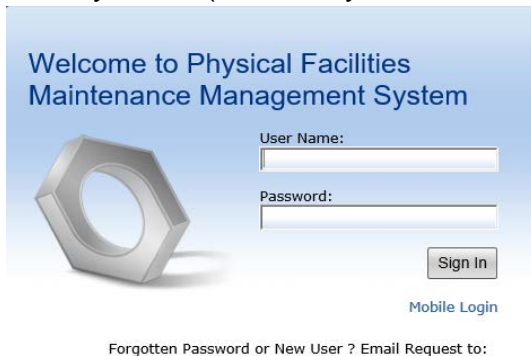 Welcome to Physical Facilities
Maintenance Management System
User Name:
Password:
Sign In
Mobile Login
Forgotten Password or New User ? Email Request to: